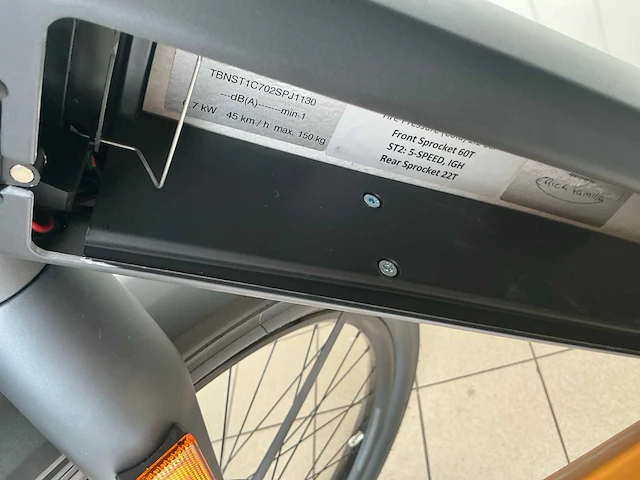 TBNST1C702SPJ1130
---dB(A)-------min-1
7 kW 45 km / h max. 150 kg
Front Sprocket 60T
ST2: 5-SPEED, IGH
Rear Sprocket 22T